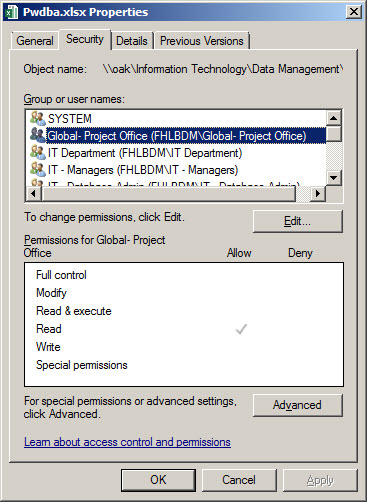 Pwdba.xlsx Properties
General Security Details Previous Versions
Object name: \\oak\Information Technology\Data Management\
Group or user names:
SYSTEM
Global- Project Office (FHLBDM\Global- Project Office)
IT Department (FHLBDM\IT Department)
IT - Managers (FHLBDM\IT - Managers)
IT - Database Admin (FHLBDM\IT - Database Admin)
To change permissions, click Edit.
Edit...
Permissions for Global- Project
Office Allow Deny
Full control
Modify
Read & execute
Read
Write
Special permissions
For special permissions or advanced settings,
click Advanced.
Advanced
Learn about access control and permissions
OK Cancel Apply